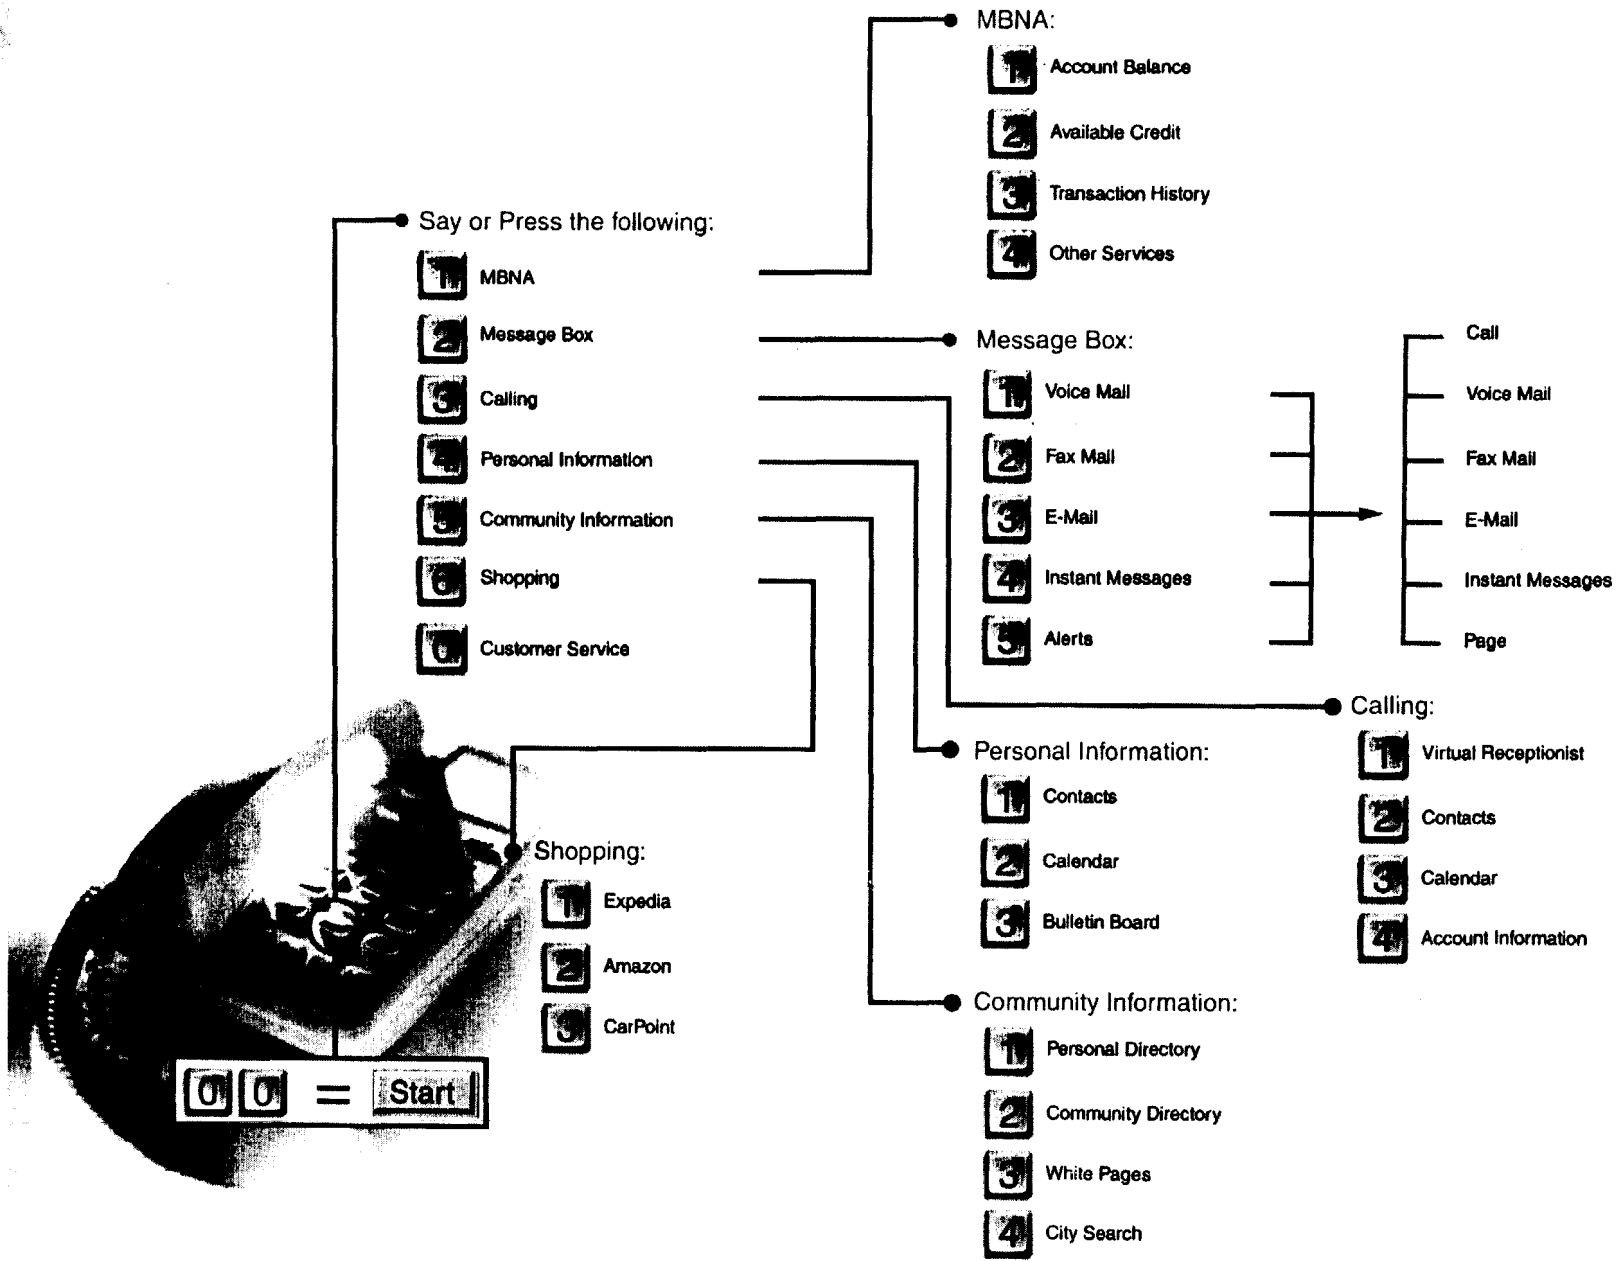 MBNA:
1 Account Balance
2 Available Credit
3 Transaction History
4 Other Services
Say or Press the following:
1 MBNA
2 Message Box
3 Calling
4 Personal Information
5 Community Information
6 Shopping
0 Customer Service
Message Box:
1 Voice Mail
2 Fax Mail
3 E-Mail
4 Instant Messages
5 Alerts
Call
Voice Mail
Fax Mail
E-Mail
Instant Messages
Page
Calling:
1 Virtual Receptionist
2 Contacts
3 Calendar
4 Account Information
Personal Information:
1 Contacts
2 Calendar
3 Bulletin Board
Shopping:
1 Expedia
2 Amazon
3 CarPoint
Community Information:
1 Personal Directory
2 Community Directory
3 White Pages
4 City Search
0 0 = Start